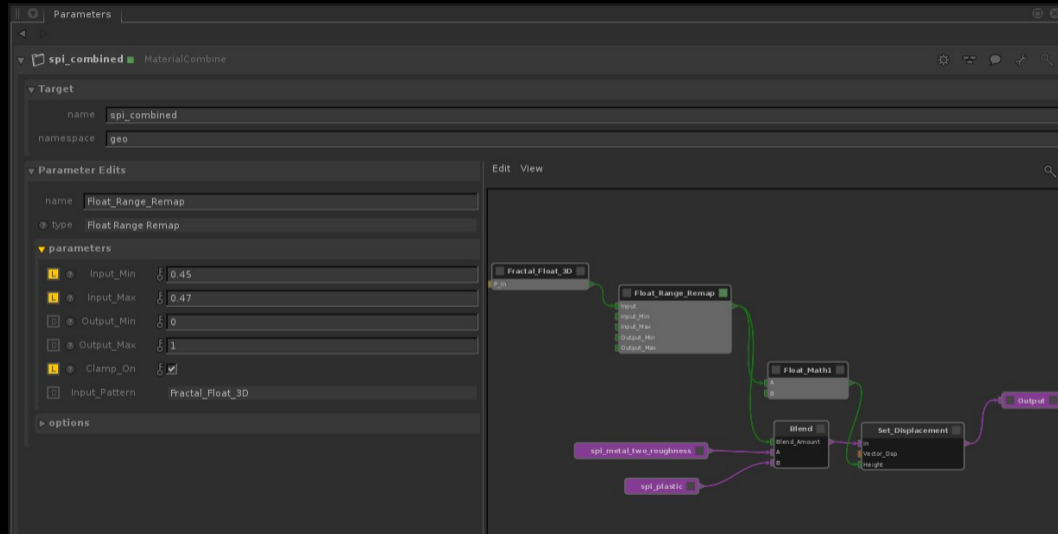 Parameters
spi_combined MaterialCombine
Target
name spi_combined
namespace geo
Parameter Edits
Edit View
name Float_Range_Remap
type Float Range Remap
parameters
L Input_Min 0.45
L Input_Max 0.47
D Output_Min 0
D Output_Max 1
L Clamp_On
D Input_Pattern Fractal_Float_3D
options
Fractal_Float_3D
P_In
Float_Range_Remap
Input
Input_Min
Input_Max
Output_Min
Output_Max
Float_Math1
A
B
Output
Blend
Blend_Amount
A
B
Set_Displacement
In
Vector_Dsp
Height
spi_metal_two_roughness
spi_plastic